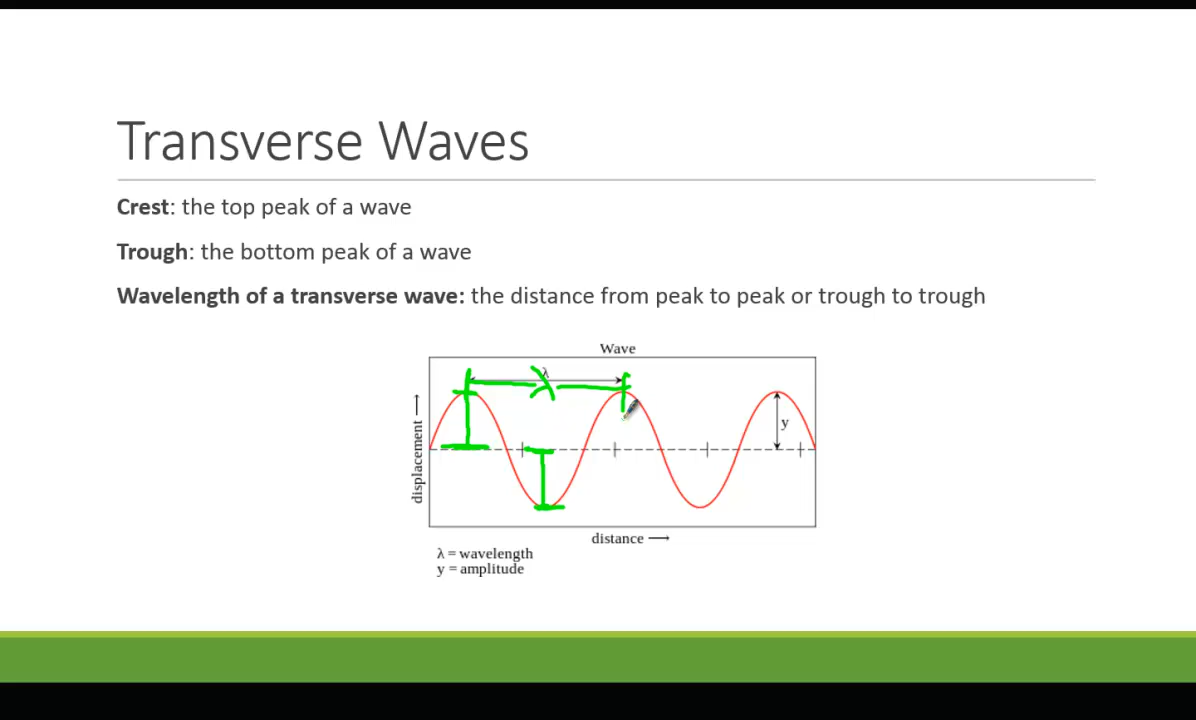 Transverse Waves
Crest: the top peak of a wave
Trough: the bottom peak of a wave
Wavelength of a transverse wave: the distance from peak to peak or trough to trough
Wave
λ
y
displacement ⟶
distance ⟶
λ = wavelength
y = amplitude